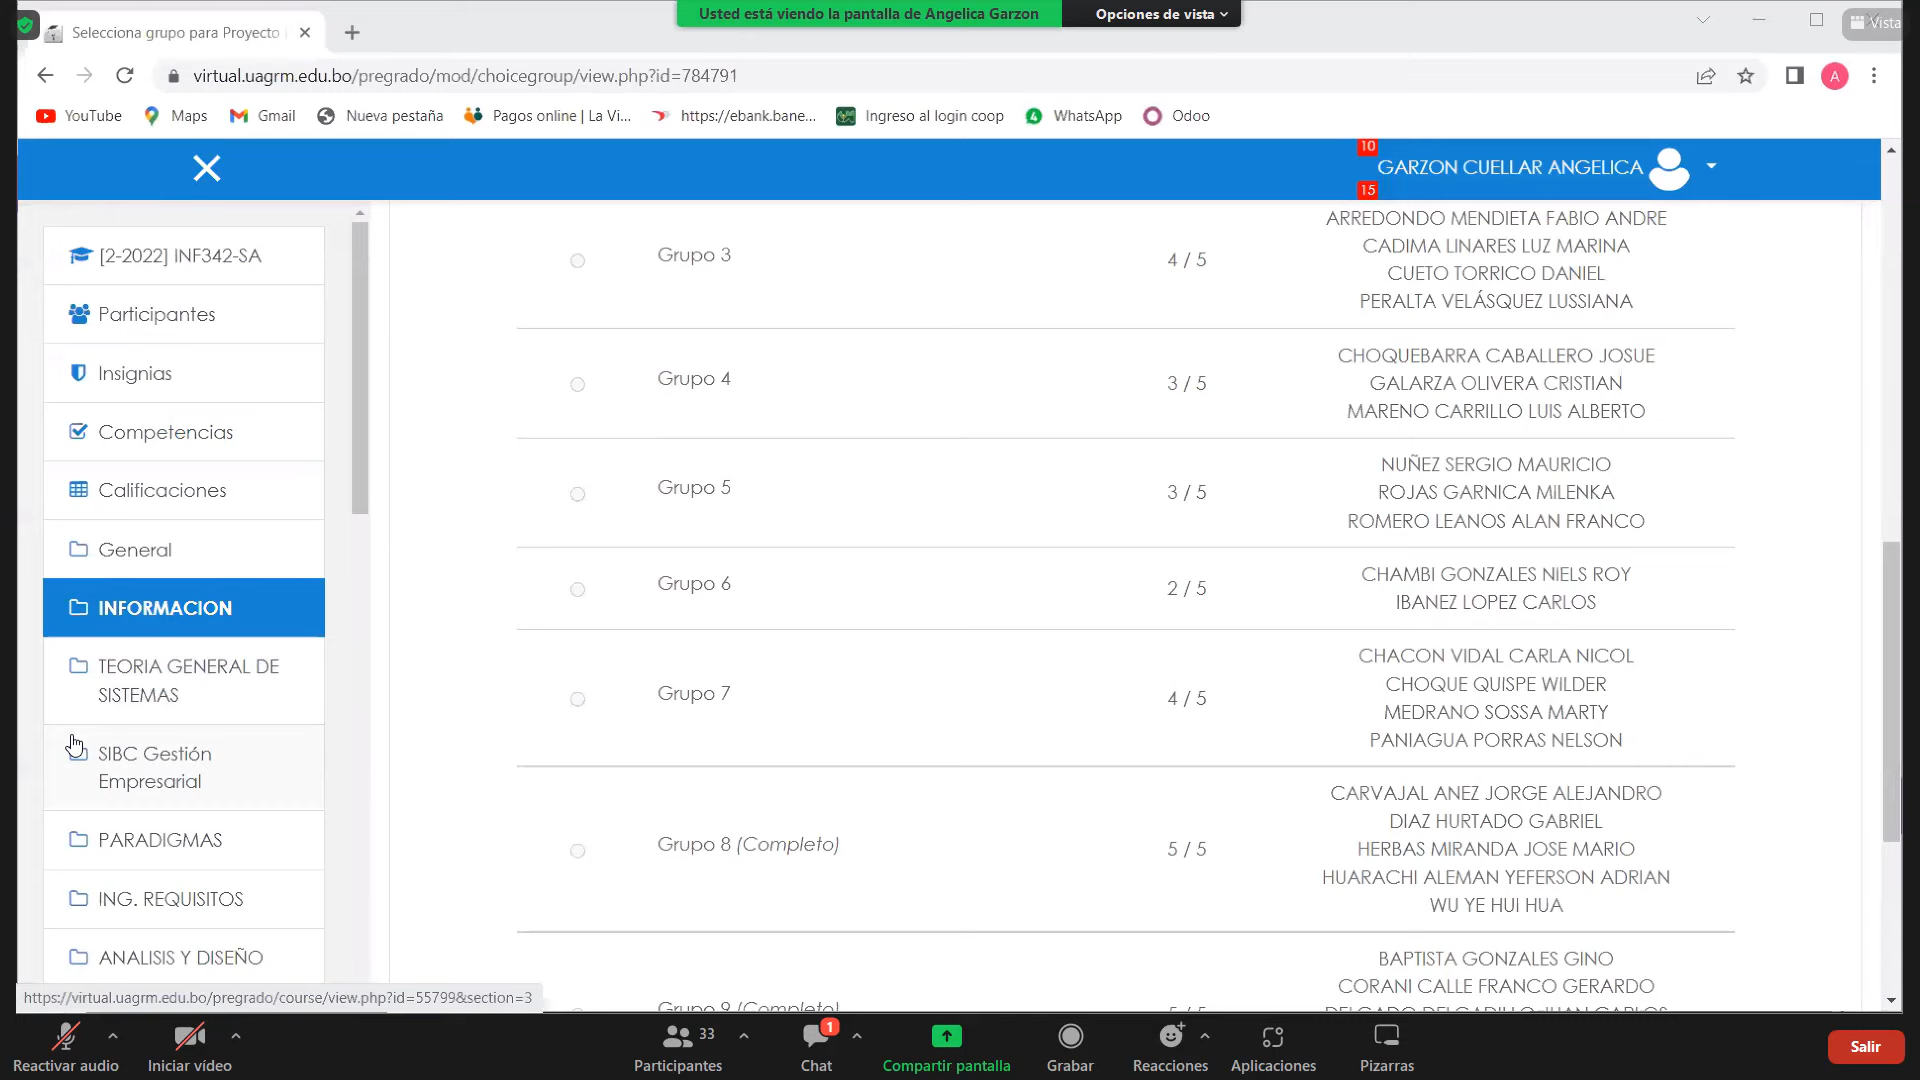 Usted está viendo la pantalla de Angelica Garzon
Opciones de vista
Vista
Selecciona grupo para Proyecto
virtual.uagrm.edu.bo/pregrado/mod/choicegroup/view.php?id=784791
A
YouTube
Maps
Gmail
Nueva pestaña
Pagos online | La Vi...
https://ebank.bane...
Ingreso al login coop
4
WhatsApp
Odoo
10
GARZON CUELLAR ANGELICA
15
[2-2022] INF342-SA
Participantes
Insignias
Competencias
Calificaciones
General
INFORMACION
TEORIA GENERAL DE
SISTEMAS
SIBC Gestión
Empresarial
PARADIGMAS
ING. REQUISITOS
ANALISIS Y DISEÑO
https://virtual.uagrm.edu.bo/pregrado/course/view.php?id=55799&section=3
Grupo 3
4 / 5
ARREDONDO MENDIETA FABIO ANDRE
CADIMA LINARES LUZ MARINA
CUETO TORRICO DANIEL
PERALTA VELÁSQUEZ LUSSIANA
Grupo 4
3 / 5
CHOQUEBARRA CABALLERO JOSUE
GALARZA OLIVERA CRISTIAN
MARENO CARRILLO LUIS ALBERTO
Grupo 5
3 / 5
NUÑEZ SERGIO MAURICIO
ROJAS GARNICA MILENKA
ROMERO LEANOS ALAN FRANCO
Grupo 6
2 / 5
CHAMBI GONZALES NIELS ROY
IBANEZ LOPEZ CARLOS
Grupo 7
4 / 5
CHACON VIDAL CARLA NICOL
CHOQUE QUISPE WILDER
MEDRANO SOSSA MARTY
PANIAGUA PORRAS NELSON
Grupo 8 (Completo)
5 / 5
CARVAJAL ANEZ JORGE ALEJANDRO
DIAZ HURTADO GABRIEL
HERBAS MIRANDA JOSE MARIO
HUARACHI ALEMAN YEFERSON ADRIAN
WU YE HUI HUA
Grupo 9 (Completo)
5 / 5
BAPTISTA GONZALES GINO
CORANI CALLE FRANCO GERARDO
DELGADO DELGADILLO JUAN CARLOS
Reactivar audio
Iniciar vídeo
33
Participantes
1
Chat
Compartir pantalla
Grabar
Reacciones
Aplicaciones
Pizarras
Salir